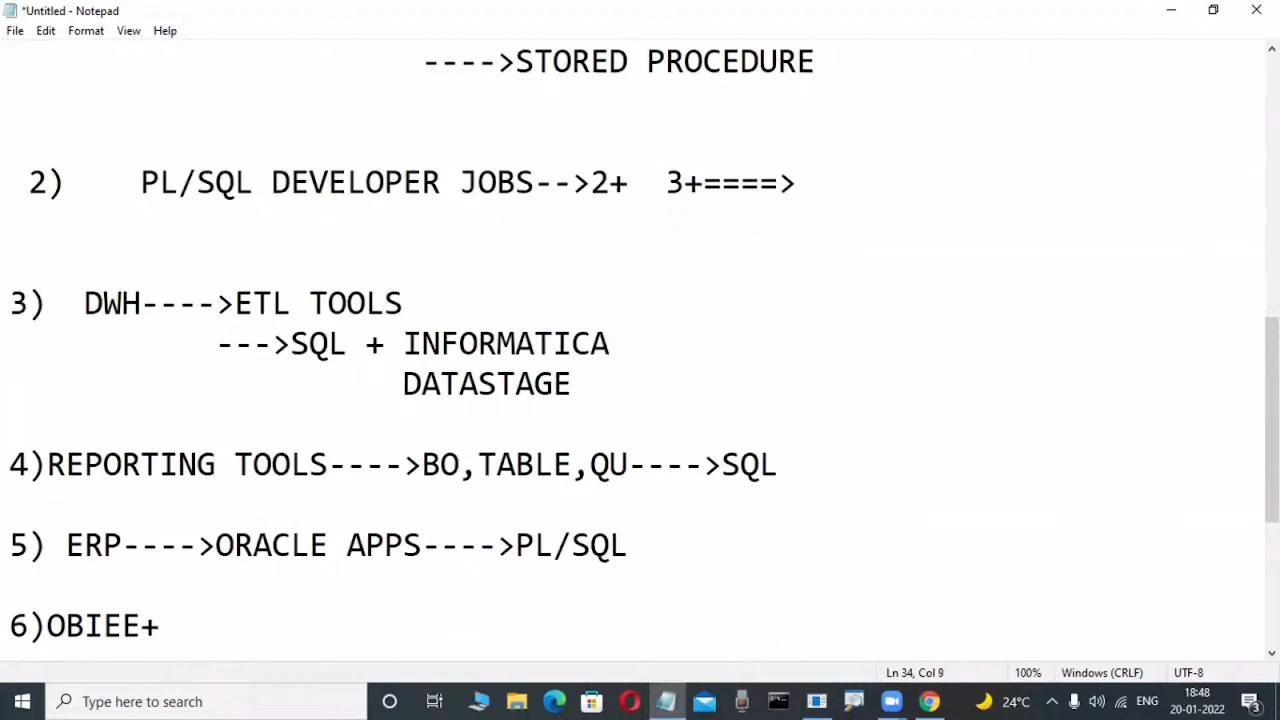 *Untitled - Notepad
File Edit Format View Help
---->STORED PROCEDURE
2) PL/SQL DEVELOPER JOBS-->2+ 3+====>
3) DWH---->ETL TOOLS
--->SQL + INFORMATICA
DATASTAGE
4)REPORTING TOOLS---->BO,TABLE,QU---->SQL
5) ERP---->ORACLE APPS---->PL/SQL
6)OBIEE+
Ln 34, Col 9 100% Windows (CRLF) UTF-8
Type here to search 24°C ENG 18:48
20-01-2022 3